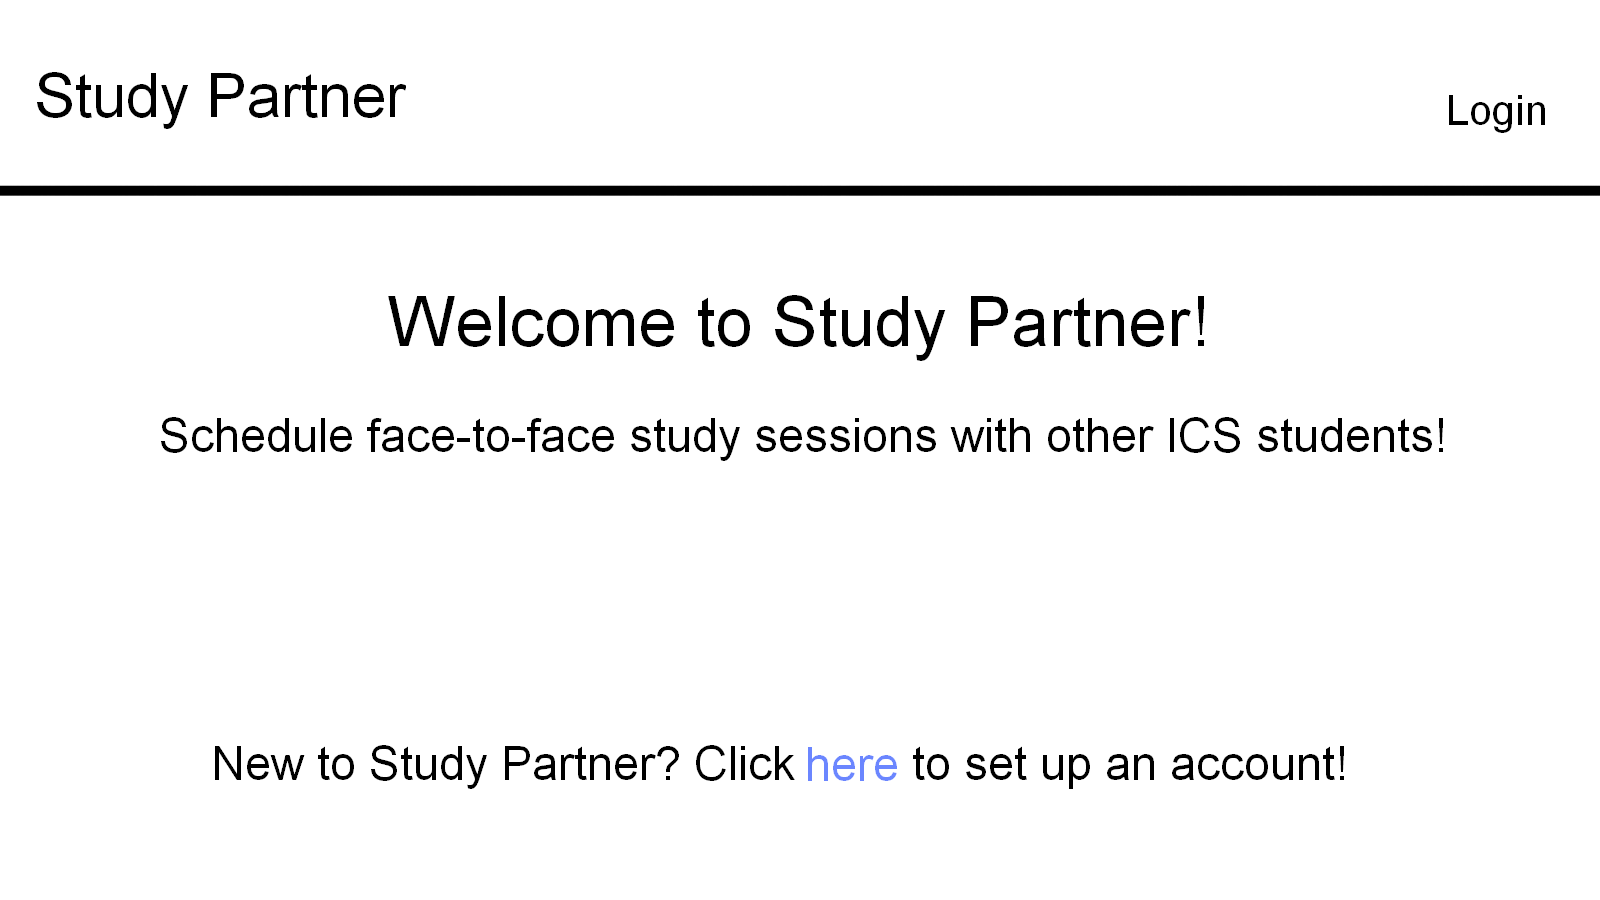 Study Partner
Login
Welcome to Study Partner!
Schedule face-to-face study sessions with other ICS students!
New to Study Partner? Click here to set up an account!